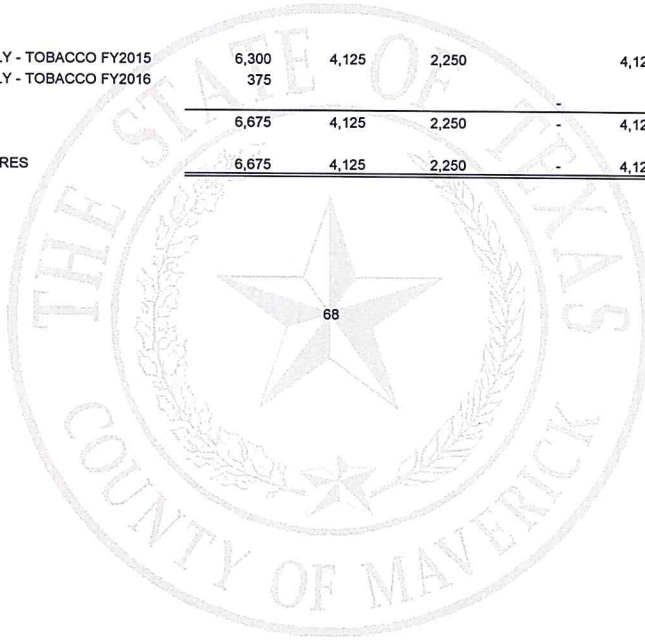 LY - TOBACCO FY2015 6,300 4,125 2,250 4,12
LY - TOBACCO FY2016 375
-
6,675 4,125 2,250 - 4,12
RES 6,675 4,125 2,250 - 4,12
THE STATE OF TEXAS
68
COUNTY OF MAVERICK